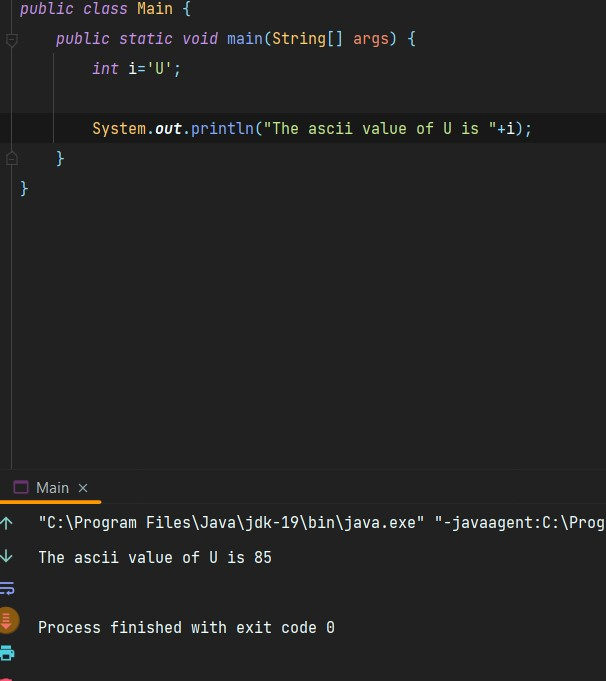 public class Main {
public static void main(String[] args) {
int i='U';
System.out.println("The ascii value of U is "+i);
}
}
Main ×
"C:\Program Files\Java\jdk-19\bin\java.exe" "-javaagent:C:\Prog
The ascii value of U is 85
Process finished with exit code 0